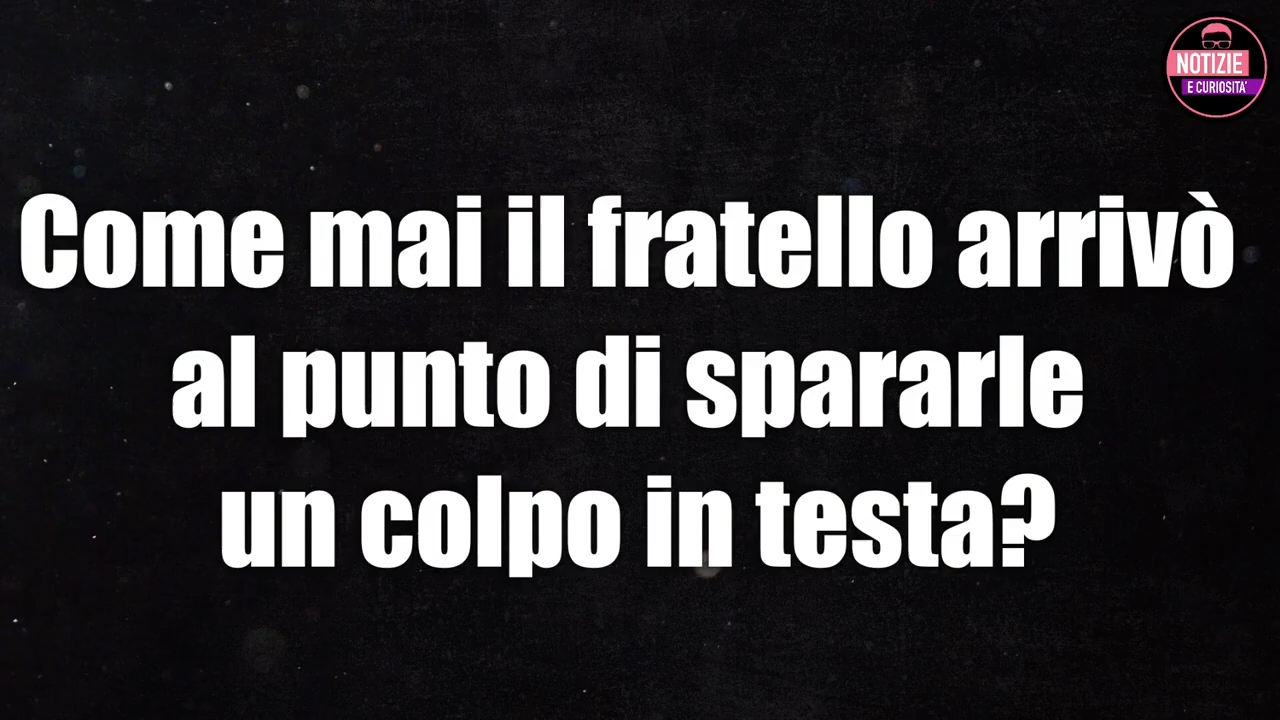 NOTIZIE
E CURIOSITA'
Come mai il fratello arrivò
al punto di spararle
un colpo in testa?